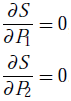 ∂S/∂P₁ = 0
∂S/∂P₂ = 0